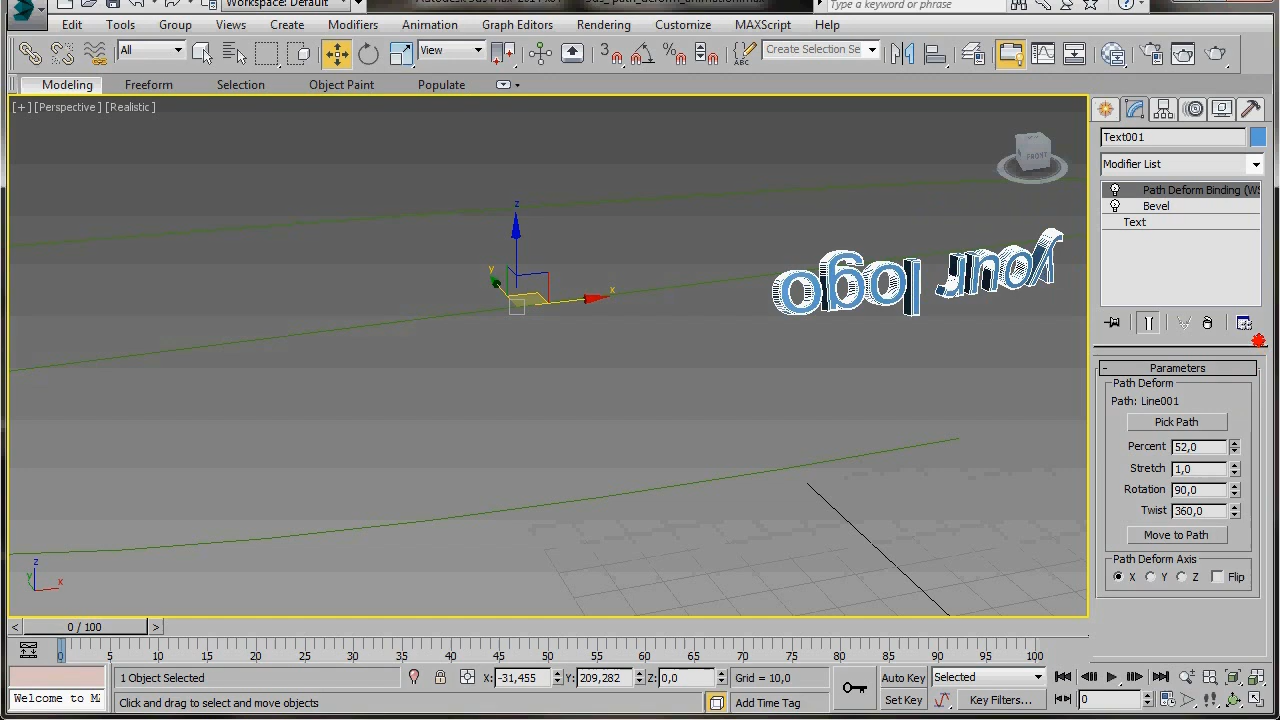 Workspace: Default
3ds_path_deform_animation.max
Type a keyword or phrase
Edit Tools Group Views Create Modifiers Animation Graph Editors Rendering Customize MAXScript Help
All View Create Selection Se
Modeling Freeform Selection Object Paint Populate
[+] [Perspective] [Realistic]
FRONT
z
y
x
your logo
z
y
x
Text001
Modifier List
Path Deform Binding (WS
Bevel
Text
- Parameters
Path Deform
Path: Line001
Pick Path
Percent 52,0
Stretch 1,0
Rotation 90,0
Twist 360,0
Move to Path
Path Deform Axis
X Y Z Flip
< 0 / 100 >
0 5 10 15 20 25 30 35 40 45 50 55 60 65 70 75 80 85 90 95 100
1 Object Selected X: -31,455 Y: 209,282 Z: 0,0 Grid = 10,0 Auto Key Selected
Welcome to M
Click and drag to select and move objects Add Time Tag Set Key Key Filters... 0